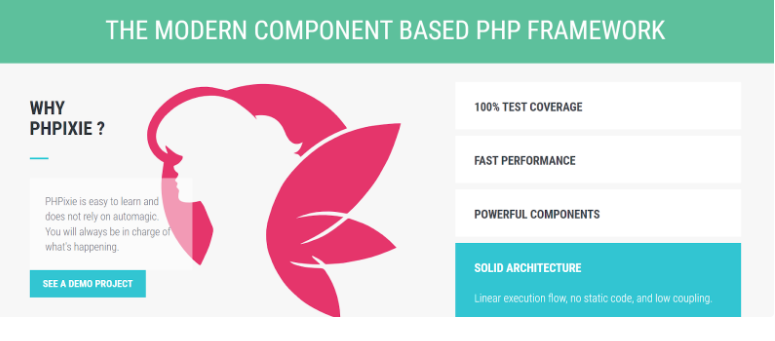 THE MODERN COMPONENT BASED PHP FRAMEWORK
WHY
PHPIXIE ?
PHPixie is easy to learn and
does not rely on automagic.
You will always be in charge of
what's happening.
SEE A DEMO PROJECT
100% TEST COVERAGE
FAST PERFORMANCE
POWERFUL COMPONENTS
SOLID ARCHITECTURE
Linear execution flow, no static code, and low coupling.